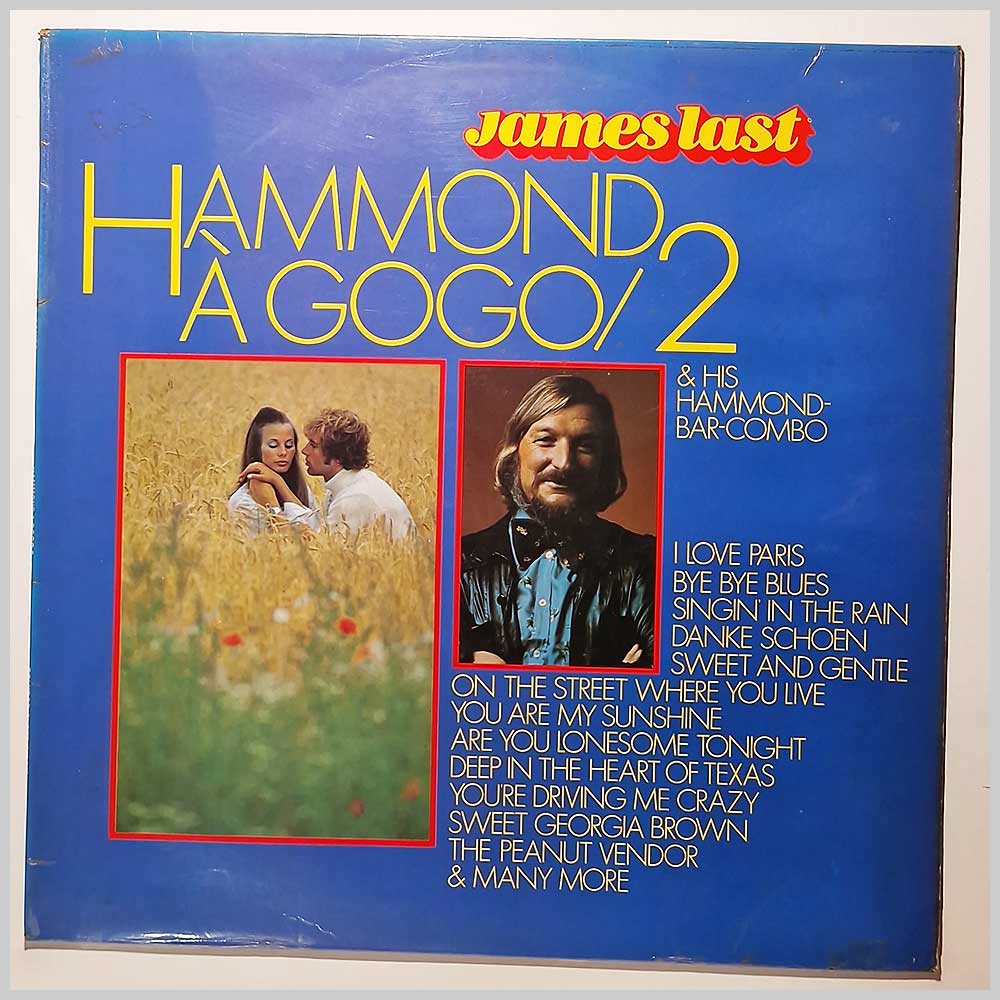 James last
HAMMOND
À GOGO/2
& HIS
HAMMOND-
BAR-COMBO
I LOVE PARIS
BYE BYE BLUES
SINGIN' IN THE RAIN
DANKE SCHOEN
SWEET AND GENTLE
ON THE STREET WHERE YOU LIVE
YOU ARE MY SUNSHINE
ARE YOU LONESOME TONIGHT
DEEP IN THE HEART OF TEXAS
YOU'RE DRIVING ME CRAZY
SWEET GEORGIA BROWN
THE PEANUT VENDOR
& MANY MORE